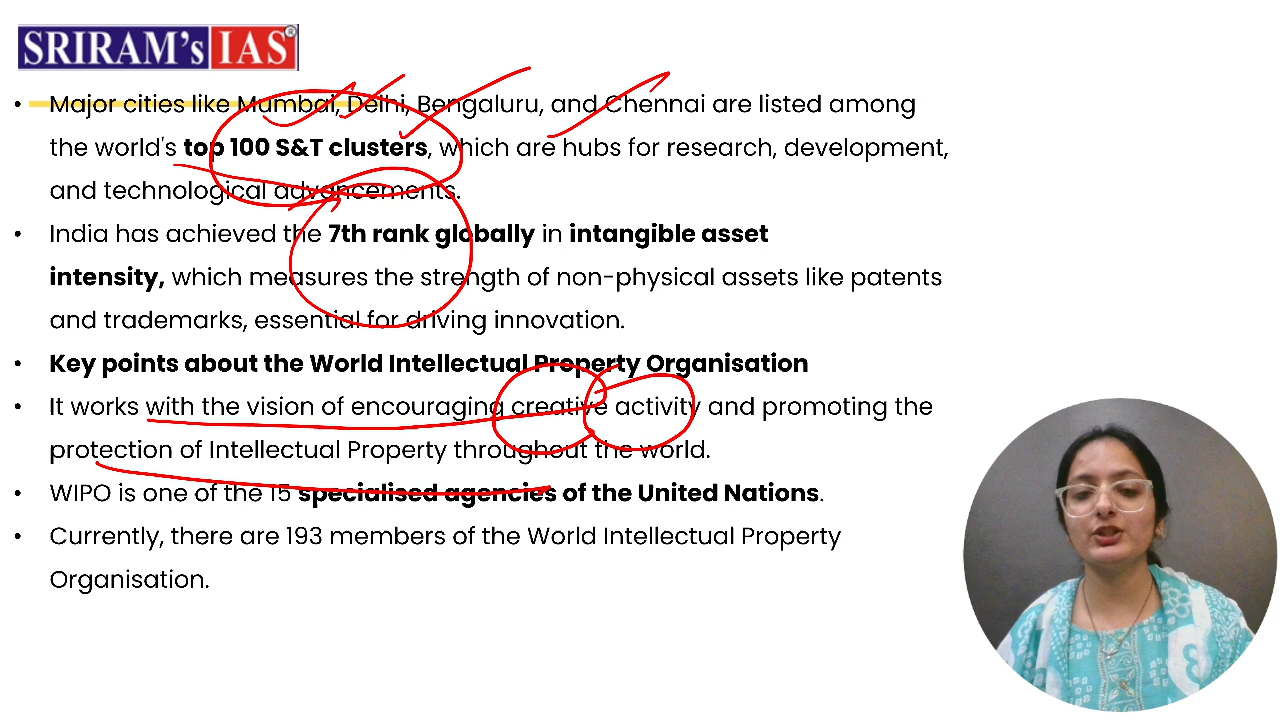 SRIRAM's IAS®
• Major cities like Mumbai, Delhi, Bengaluru, and Chennai are listed among
the world's top 100 S&T clusters, which are hubs for research, development,
and technological advancements.
• India has achieved the 7th rank globally in intangible asset
intensity, which measures the strength of non-physical assets like patents
and trademarks, essential for driving innovation.
• Key points about the World Intellectual Property Organisation
• It works with the vision of encouraging creative activity and promoting the
protection of Intellectual Property throughout the world.
• WIPO is one of the 15 specialised agencies of the United Nations.
• Currently, there are 193 members of the World Intellectual Property
Organisation.